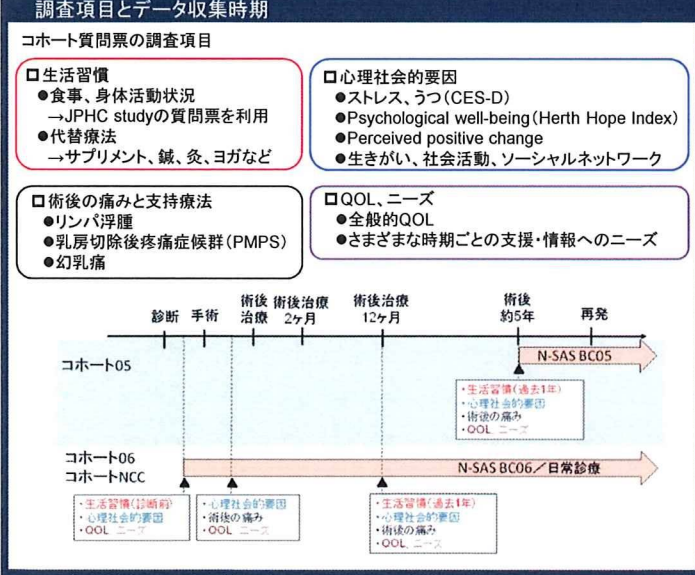 調査項目とデータ収集時期
コホート質問票の調査項目
□生活習慣
●食事、身体活動状況
→JPHC studyの質問票を利用
●代替療法
→サプリメント、鍼、灸、ヨガなど
□心理社会的要因
●ストレス、うつ(CES-D)
●Psychological well-being(Herth Hope Index)
●Perceived positive change
●生きがい、社会活動、ソーシャルネットワーク
□術後の痛みと支持療法
●リンパ浮腫
●乳房切除後疼痛症候群(PMPS)
●幻乳痛
□QOL、ニーズ
●全般的QOL
●さまざまな時期ごとの支援・情報へのニーズ
診断
手術
術後
治療
術後治療
2ヶ月
術後治療
12ヶ月
術後
約5年
再発
コホート05
N-SAS BC05
・生活習慣(過去1年)
・心理社会的要因
・術後の痛み
・QOL、ニーズ
コホート06
コホートNCC
N-SAS BC06/日常診療
・生活習慣(診断前)
・心理社会的要因
・QOL、ニーズ
・心理社会的要因
・術後の痛み
・QOL、ニーズ
・生活習慣(過去1年)
・心理社会的要因
・術後の痛み
・QOL、ニーズ